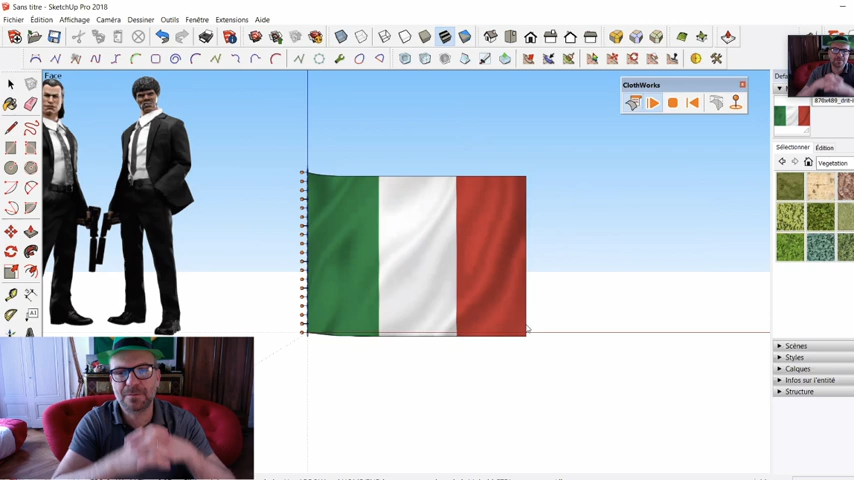 Sans titre - SketchUp Pro 2018
Fichier Édition Affichage Caméra Dessiner Outils Fenêtre Extensions Aide
Face
ClothWorks
Sélectionner Édition
Vegetation
Scènes
Styles
Calques
Infos sur l'entité
Structure